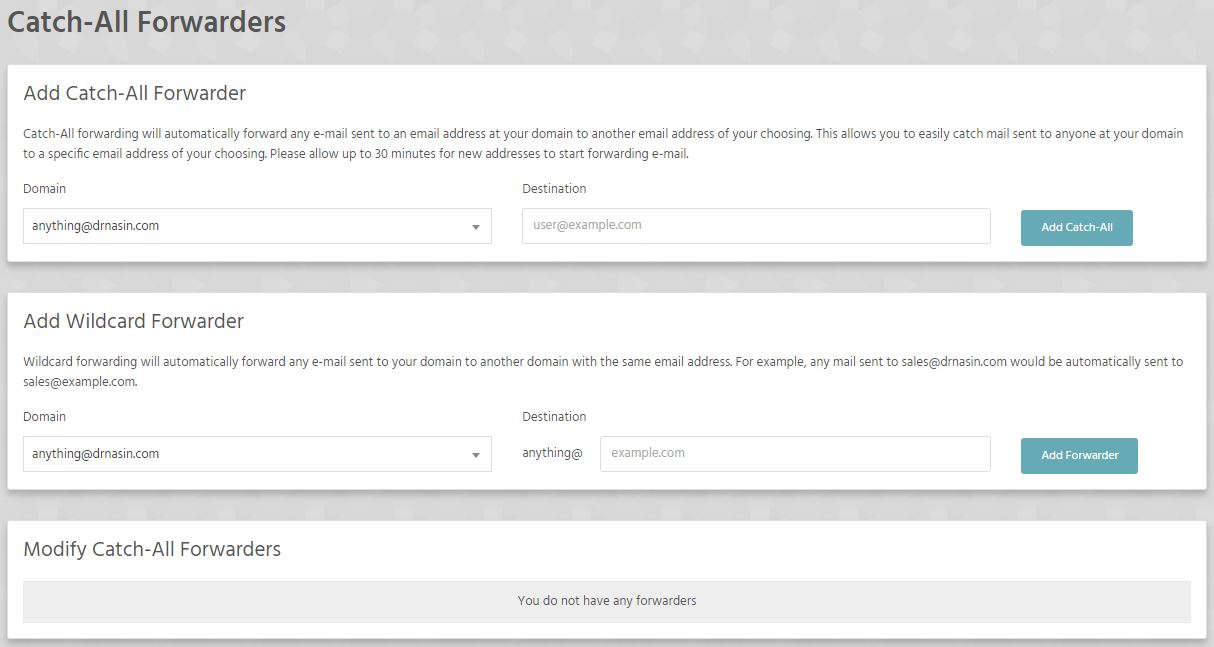 Catch-All Forwarders
Add Catch-All Forwarder
Catch-All forwarding will automatically forward any e-mail sent to an email address at your domain to another email address of your choosing. This allows you to easily catch mail sent to anyone at your domain
to a specific email address of your choosing. Please allow up to 30 minutes for new addresses to start forwarding e-mail.
Domain Destination
anything@drnasin.com user@example.com Add Catch-All
Add Wildcard Forwarder
Wildcard forwarding will automatically forward any e-mail sent to your domain to another domain with the same email address. For example, any mail sent to sales@drnasin.com would be automatically sent to
sales@example.com.
Domain Destination
anything@drnasin.com anything@ example.com Add Forwarder
Modify Catch-All Forwarders
You do not have any forwarders